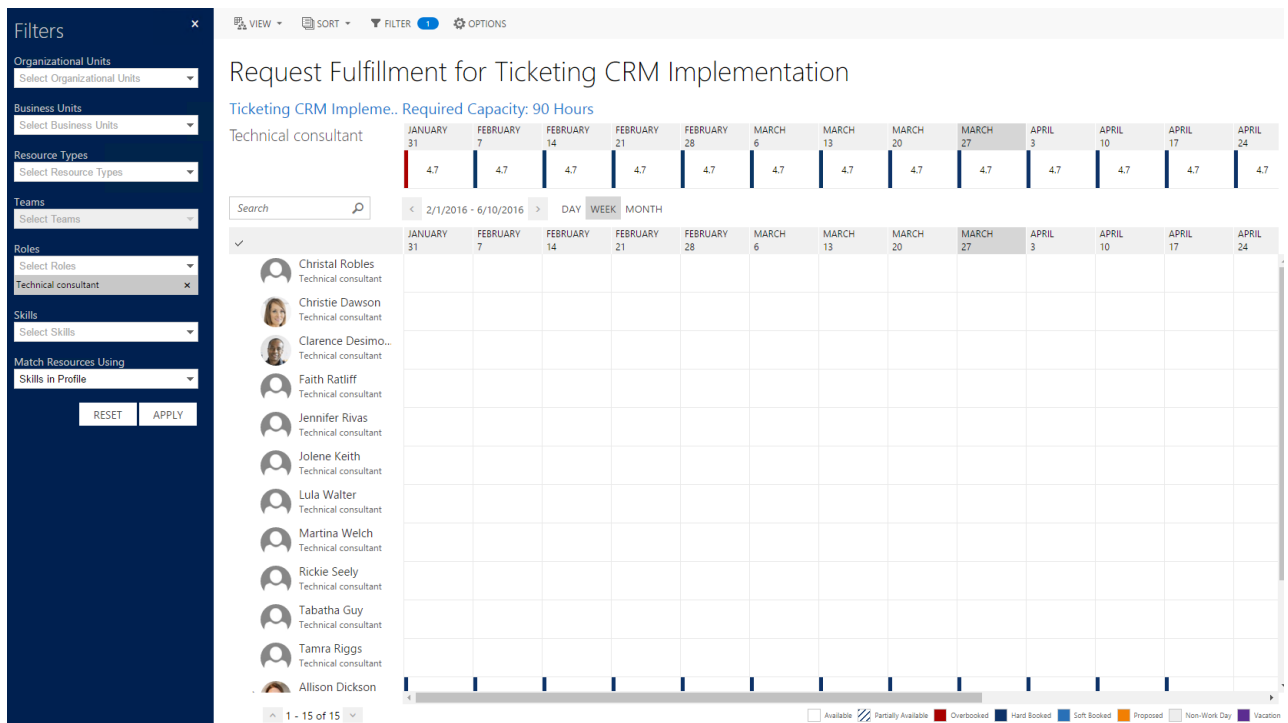 Filters ×
Organizational Units
Select Organizational Units
Business Units
Select Business Units
Resource Types
Select Resource Types
Teams
Select Teams
Roles
Select Roles
Technical consultant ×
Skills
Select Skills
Match Resources Using
Skills in Profile
RESET APPLY
VIEW SORT FILTER 1 OPTIONS
Request Fulfillment for Ticketing CRM Implementation
Ticketing CRM Impleme.. Required Capacity: 90 Hours
Technical consultant
JANUARY FEBRUARY FEBRUARY FEBRUARY FEBRUARY MARCH MARCH MARCH MARCH APRIL APRIL APRIL APRIL
31 7 14 21 28 6 13 20 27 3 10 17 24
4.7 4.7 4.7 4.7 4.7 4.7 4.7 4.7 4.7 4.7 4.7 4.7 4.7
Search < 2/1/2016 - 6/10/2016 > DAY WEEK MONTH
JANUARY FEBRUARY FEBRUARY FEBRUARY FEBRUARY MARCH MARCH MARCH MARCH APRIL APRIL APRIL APRIL
31 7 14 21 28 6 13 20 27 3 10 17 24
Christal Robles
Technical consultant
Christie Dawson
Technical consultant
Clarence Desimo..
Technical consultant
Faith Ratliff
Technical consultant
Jennifer Rivas
Technical consultant
Jolene Keith
Technical consultant
Lula Walter
Technical consultant
Martina Welch
Technical consultant
Rickie Seely
Technical consultant
Tabatha Guy
Technical consultant
Tamra Riggs
Technical consultant
Allison Dickson
1 - 15 of 15
Available Partially Available Overbooked Hard Booked Soft Booked Proposed Non-Work Day Vacation